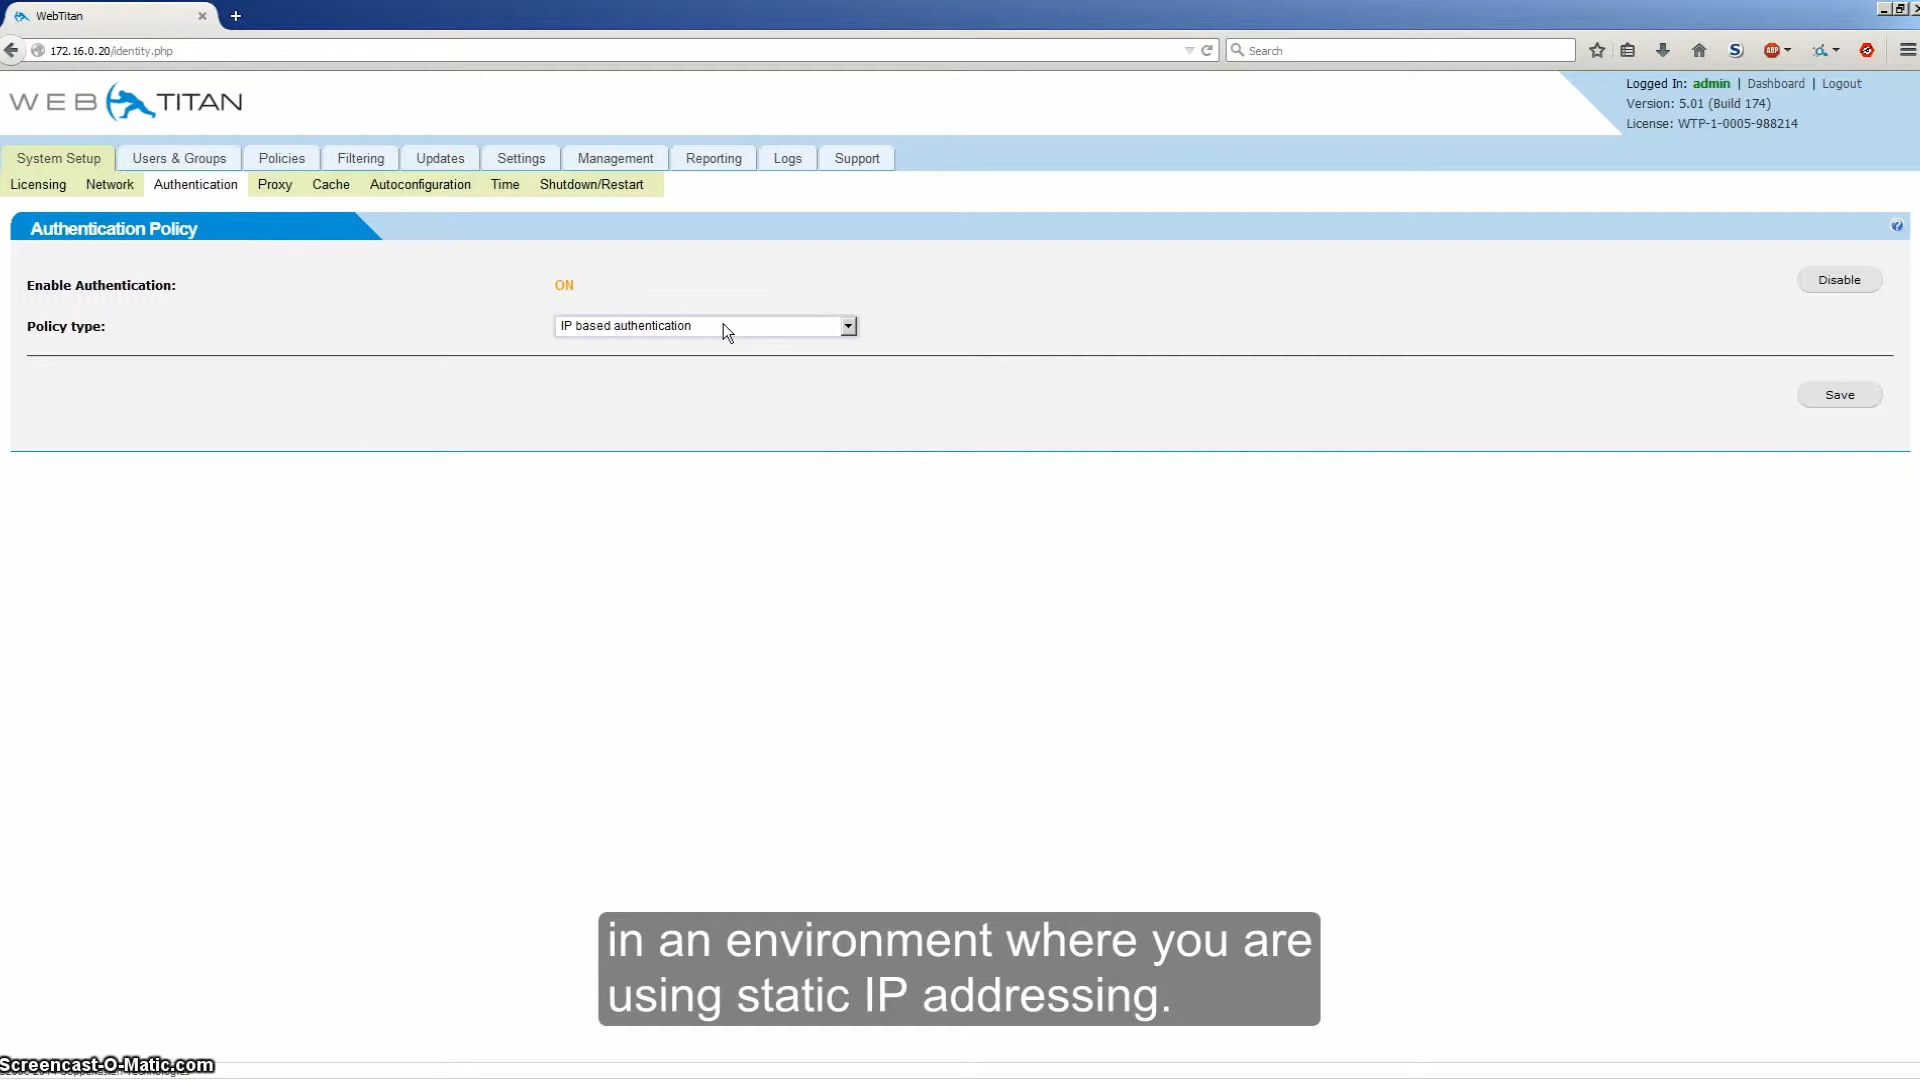 WebTitan
172.16.0.20/identity.php
Search
ABP
WEB TITAN
Logged In: admin | Dashboard | Logout
Version: 5.01 (Build 174)
License: WTP-1-0005-988214
System Setup Users & Groups Policies Filtering Updates Settings Management Reporting Logs Support
Licensing Network Authentication Proxy Cache Autoconfiguration Time Shutdown/Restart
Authentication Policy
Enable Authentication: ON Disable
Policy type: IP based authentication
Save
in an environment where you are
using static IP addressing.
Screencast-O-Matic.com